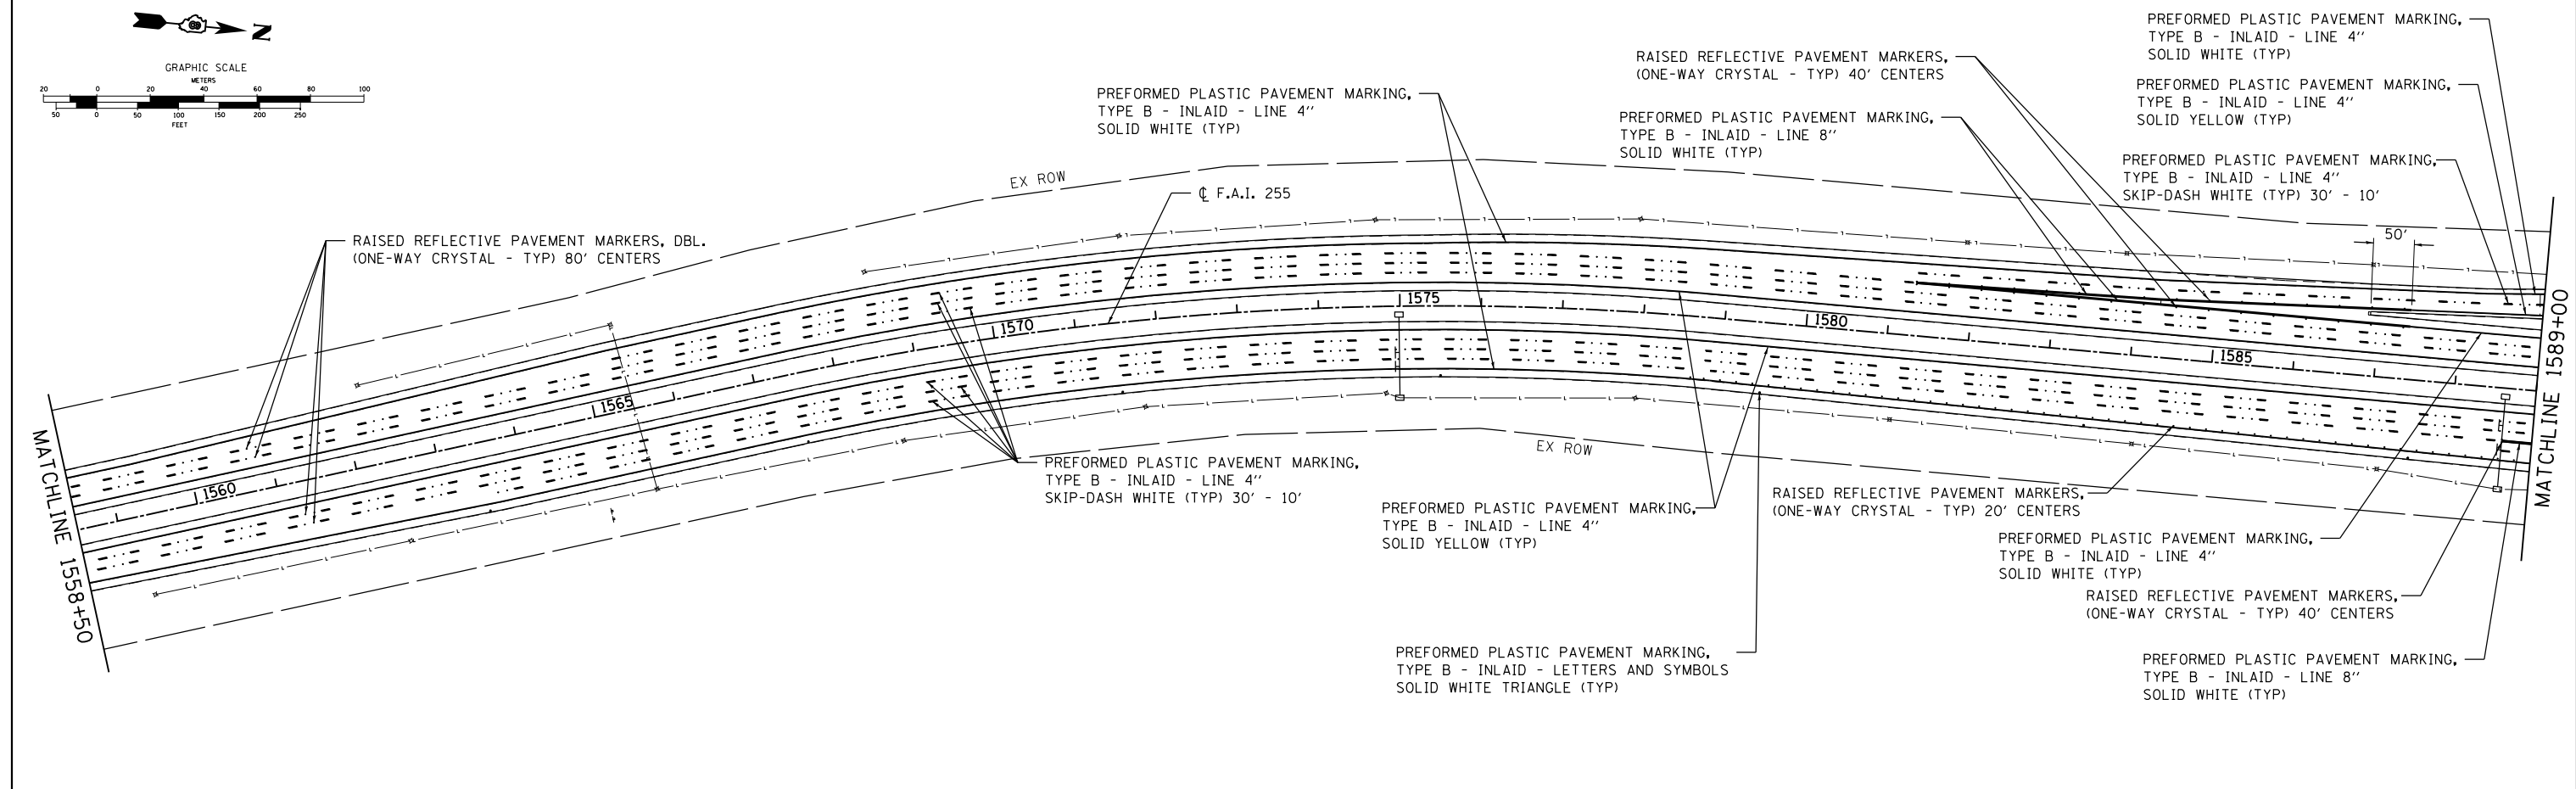 N
GRAPHIC SCALE
METERS
20 0 20 40 60 80 100
50 0 50 100 150 200 250
FEET
PREFORMED PLASTIC PAVEMENT MARKING,
TYPE B - INLAID - LINE 4''
SOLID WHITE (TYP)
RAISED REFLECTIVE PAVEMENT MARKERS,
(ONE-WAY CRYSTAL - TYP) 40' CENTERS
PREFORMED PLASTIC PAVEMENT MARKING,
TYPE B - INLAID - LINE 8''
SOLID WHITE (TYP)
PREFORMED PLASTIC PAVEMENT MARKING,
TYPE B - INLAID - LINE 4''
SOLID WHITE (TYP)
PREFORMED PLASTIC PAVEMENT MARKING,
TYPE B - INLAID - LINE 4''
SOLID YELLOW (TYP)
PREFORMED PLASTIC PAVEMENT MARKING,
TYPE B - INLAID - LINE 4''
SKIP-DASH WHITE (TYP) 30' - 10'
EX ROW
℄ F.A.I. 255
50'
RAISED REFLECTIVE PAVEMENT MARKERS, DBL.
(ONE-WAY CRYSTAL - TYP) 80' CENTERS
1560
1565
1570
1575
1580
1585
MATCHLINE 1558+50
MATCHLINE 1589+00
EX ROW
PREFORMED PLASTIC PAVEMENT MARKING,
TYPE B - INLAID - LINE 4''
SKIP-DASH WHITE (TYP) 30' - 10'
PREFORMED PLASTIC PAVEMENT MARKING,
TYPE B - INLAID - LINE 4''
SOLID YELLOW (TYP)
RAISED REFLECTIVE PAVEMENT MARKERS,
(ONE-WAY CRYSTAL - TYP) 20' CENTERS
PREFORMED PLASTIC PAVEMENT MARKING,
TYPE B - INLAID - LINE 4''
SOLID WHITE (TYP)
RAISED REFLECTIVE PAVEMENT MARKERS,
(ONE-WAY CRYSTAL - TYP) 40' CENTERS
PREFORMED PLASTIC PAVEMENT MARKING,
TYPE B - INLAID - LETTERS AND SYMBOLS
SOLID WHITE TRIANGLE (TYP)
PREFORMED PLASTIC PAVEMENT MARKING,
TYPE B - INLAID - LINE 8''
SOLID WHITE (TYP)